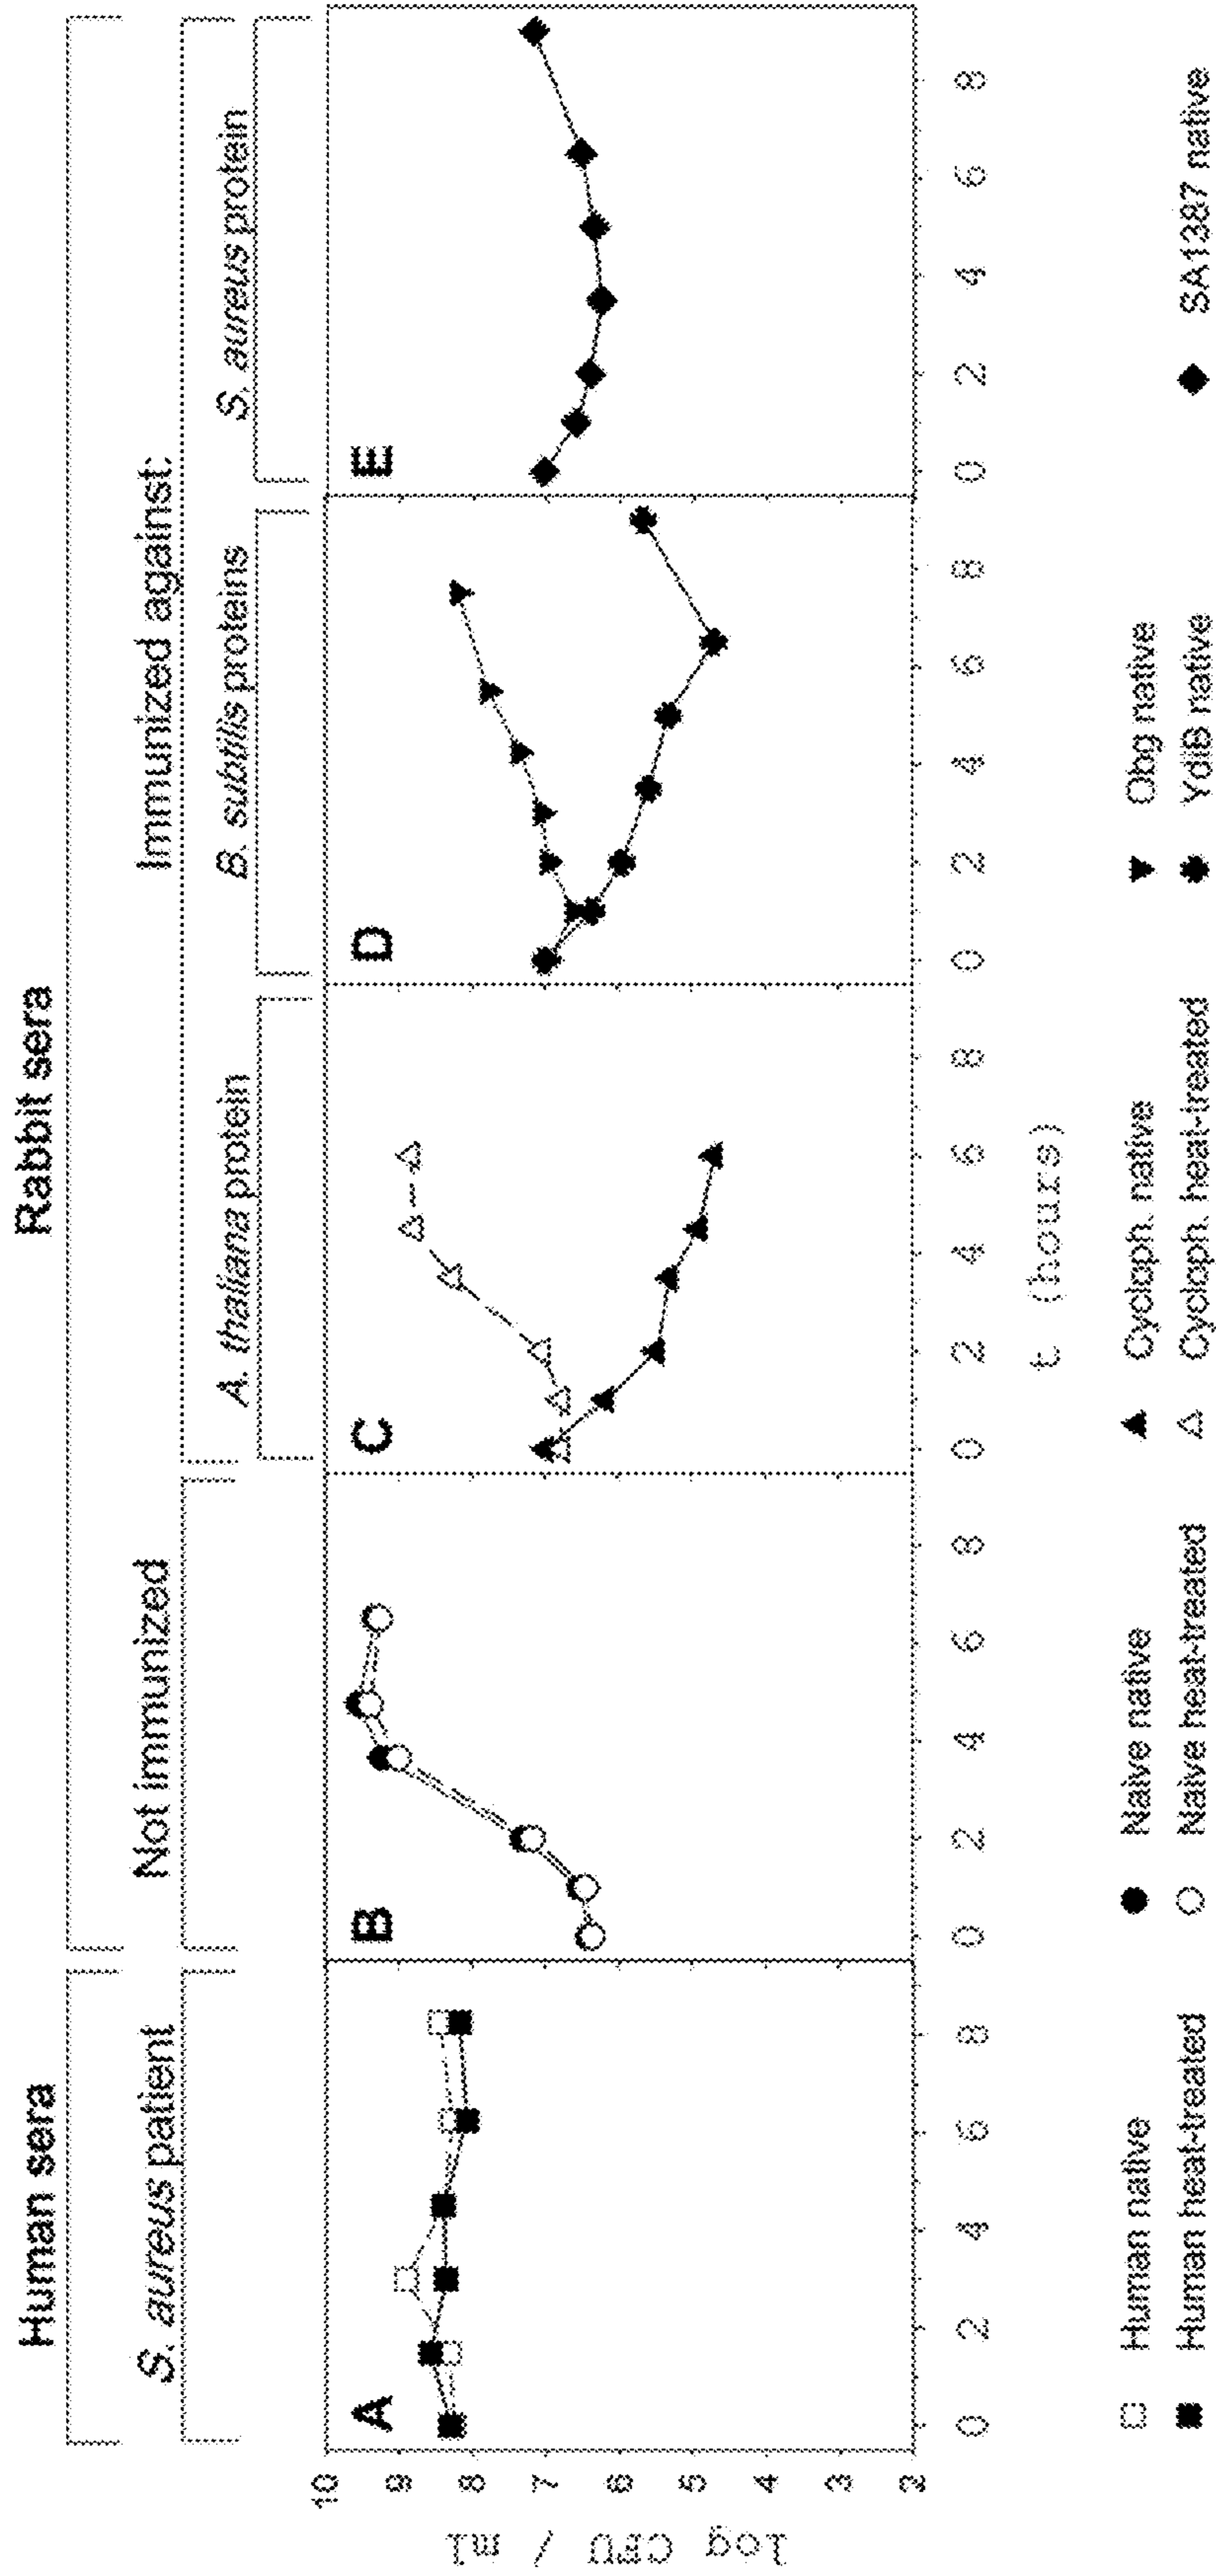 Human sera Rabbit sera
S. aureus patient Not immunized Immunized against:
A. thaliana protein B. subtilis proteins S. aureus protein
A B C D E
10
9
8
7
6
5
4
3
2
log CFU / ml
0 2 4 6 8 0 2 4 6 8 0 2 4 6 8 0 2 4 6 8 0 2 4 6 8
t (hours)
Human native Naive native Cycloph. native Obg native
Human heat-treated Naive heat-treated Cycloph. heat-treated YdiB native SA1387 native